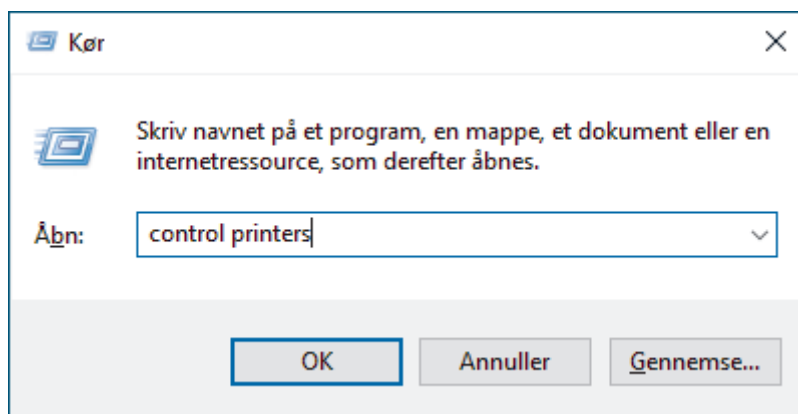 Kør
Skriv navnet på et program, en mappe, et dokument eller en
internetressource, som derefter åbnes.
Åbn: control printers
OK Annuller Gennemse...